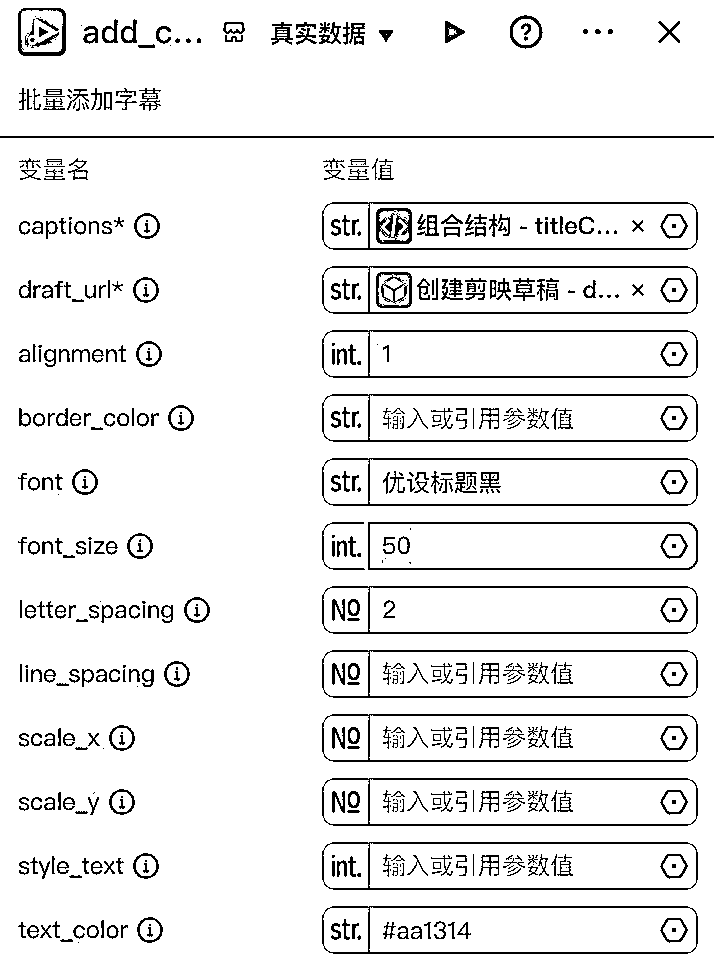 add_c... 真实数据
批量添加字幕
变量名 变量值
captions* str. 组合结构 - titleC... ×
draft_url* str. 创建剪映草稿 - d... ×
alignment int. 1
border_color str. 输入或引用参数值
font str. 优设标题黑
font_size int. 50
letter_spacing № 2
line_spacing № 输入或引用参数值
scale_x № 输入或引用参数值
scale_y № 输入或引用参数值
style_text int. 输入或引用参数值
text_color str. #aa1314